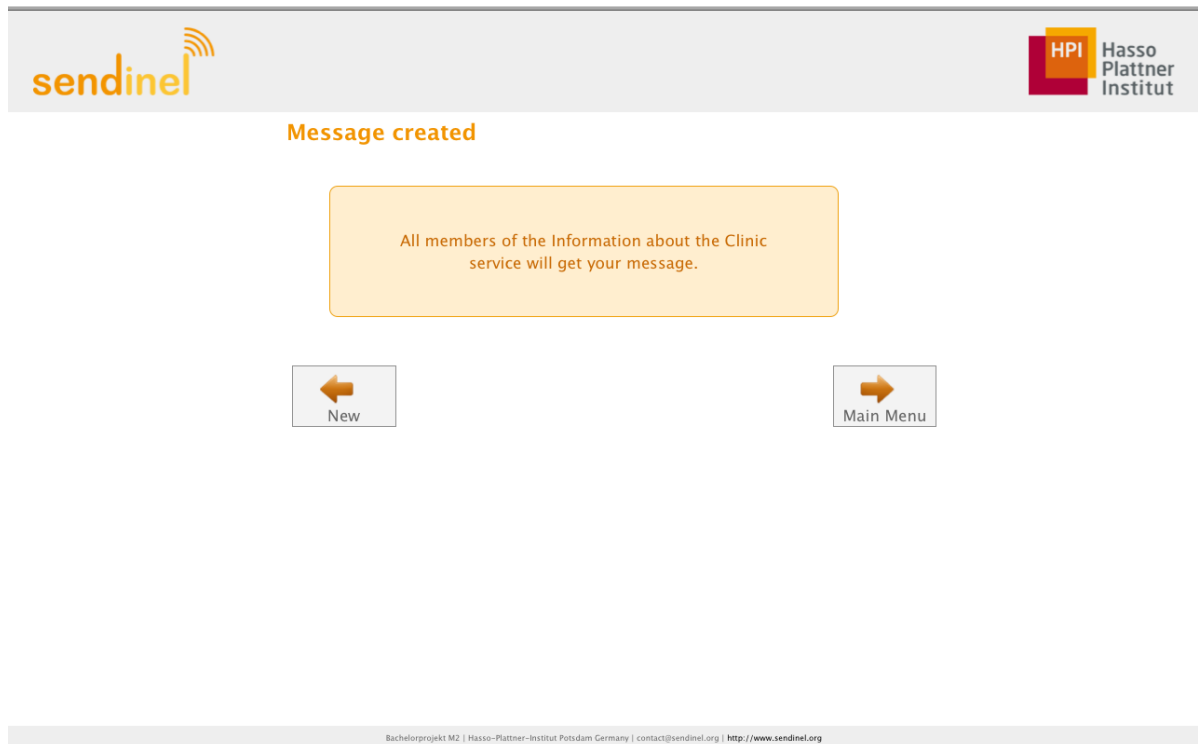 sendinel
HPI
Hasso
Plattner
Institut
Message created
All members of the Information about the Clinic
service will get your message.
New
Main Menu
Bachelorprojekt M2 | Hasso-Plattner-Institut Potsdam Germany | contact@sendinel.org | http://www.sendinel.org